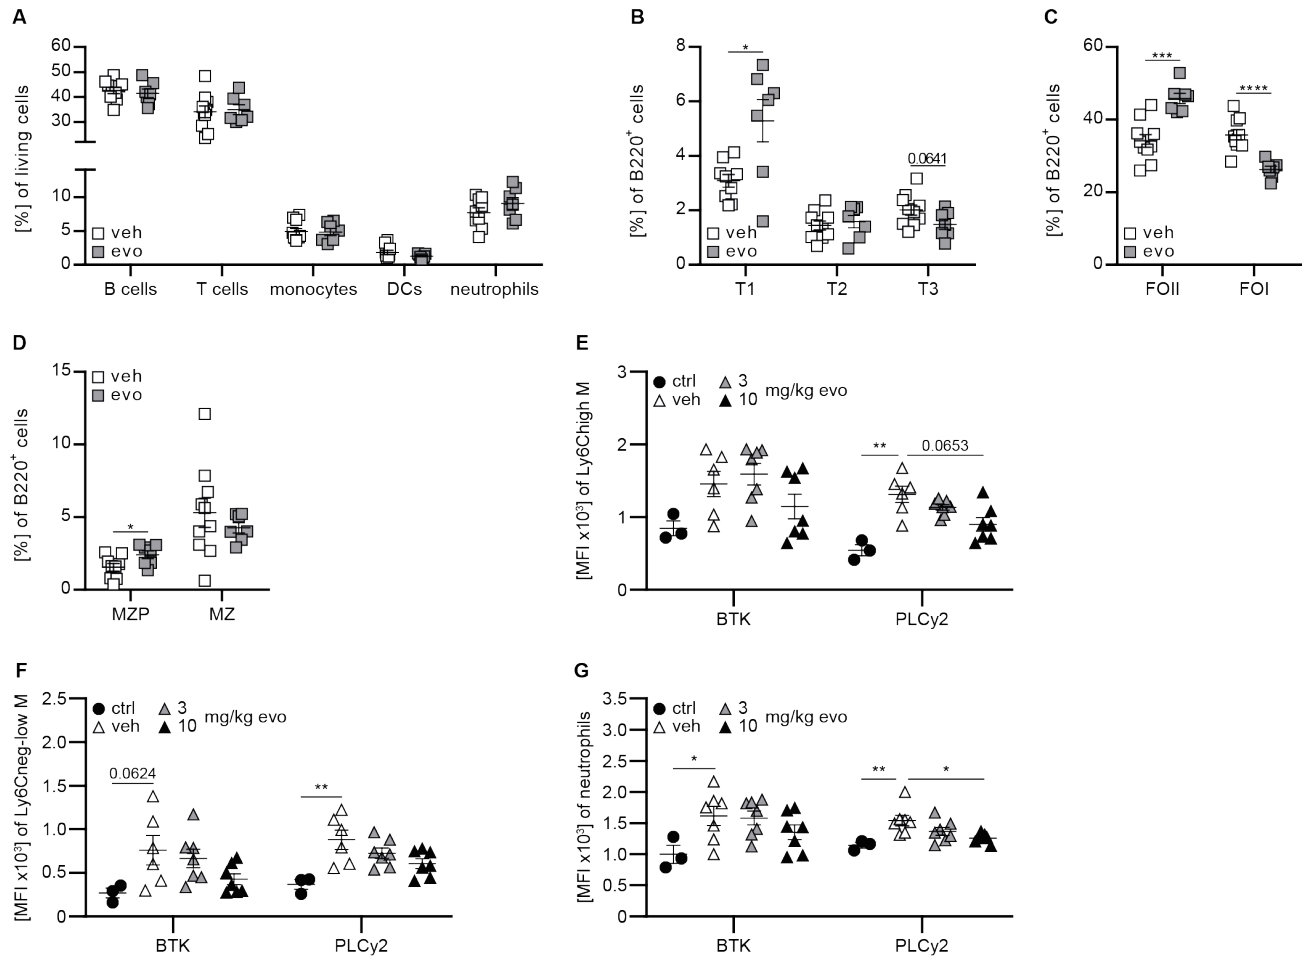 A
[%] of living cells
60
50
40
30
10
5
0
veh
evo
B cells
T cells
monocytes
DCs
neutrophils
B
[%] of B220+ cells
8
6
4
2
0
*
0.0641
veh
evo
T1
T2
T3
C
[%] of B220+ cells
60
40
20
0
***
****
veh
evo
FOII
FOI
D
[%] of B220+ cells
15
10
5
0
veh
evo
*
MZP
MZ
E
[MFI x10³] of Ly6Chigh M
3
2
1
0
ctrl
veh
3
10
mg/kg evo
**
0.0653
BTK
PLCy2
F
[MFI x10³] of Ly6Cneg-low M
2.5
2.0
1.5
1.0
0.5
0
ctrl
veh
3
10
mg/kg evo
0.0624
**
BTK
PLCy2
G
[MFI x10³] of neutrophils
3.5
3.0
2.5
2.0
1.5
1.0
0.5
0
ctrl
veh
3
10
mg/kg evo
*
**
*
BTK
PLCy2